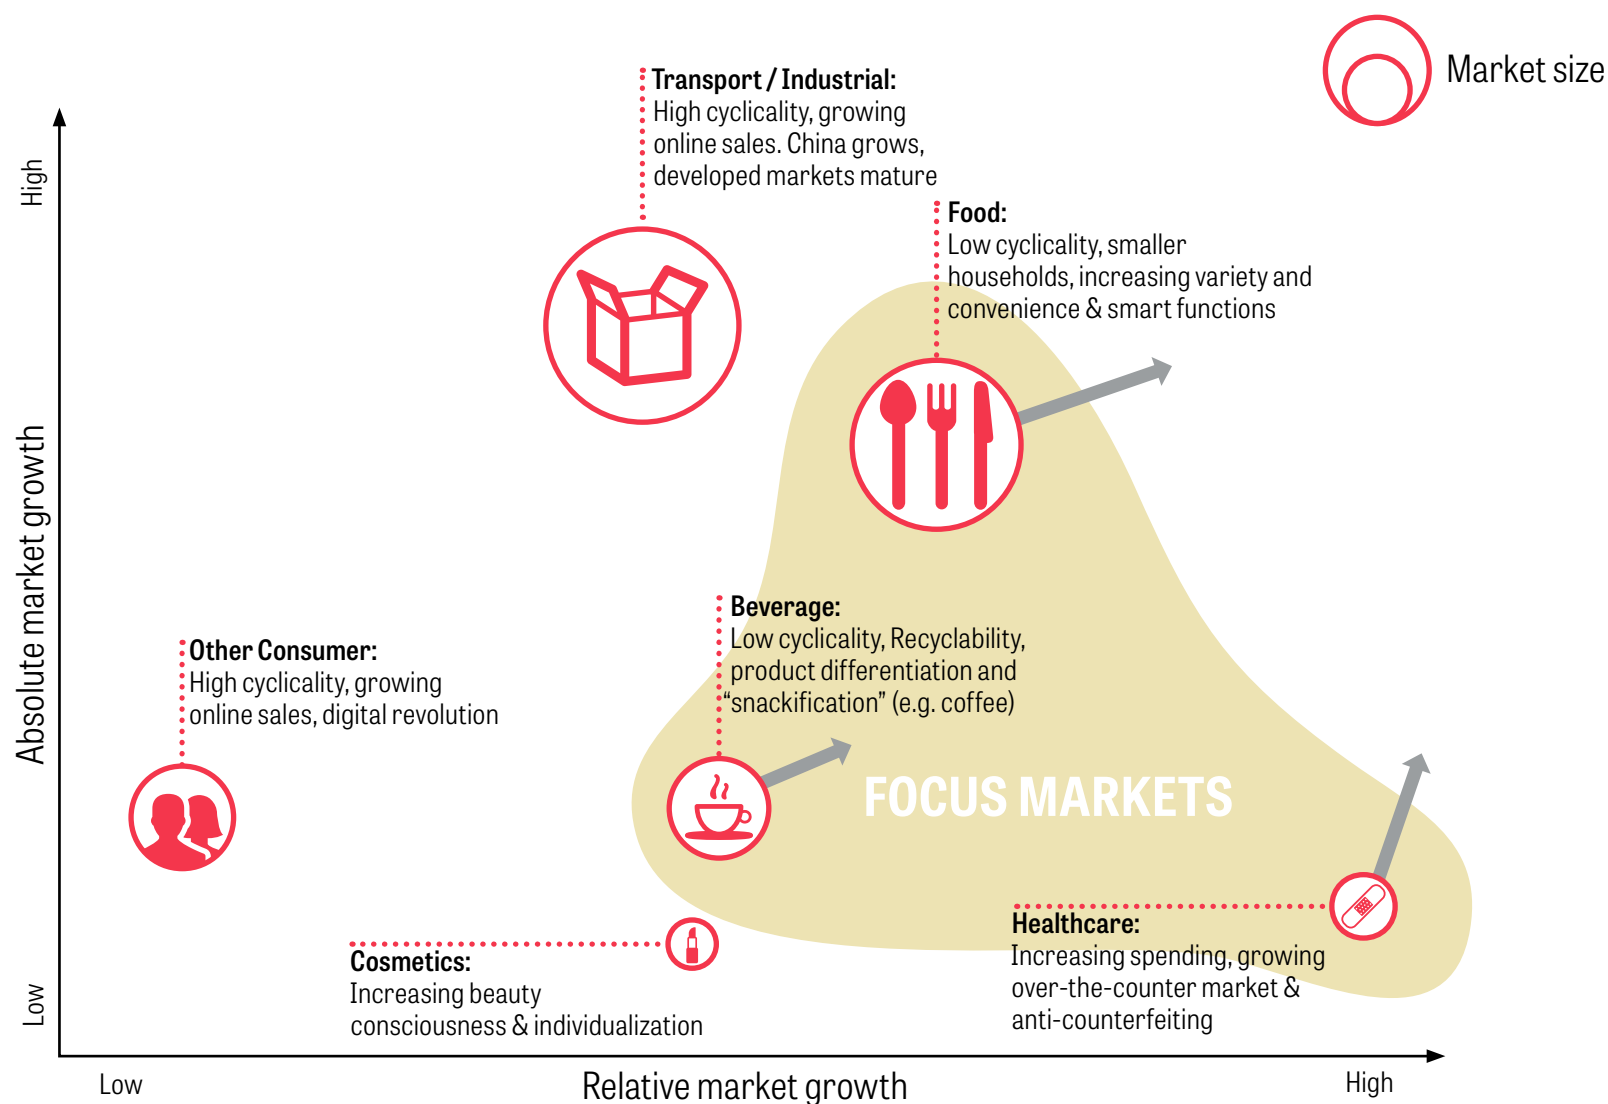 Market size
Transport / Industrial:
High cyclicality, growing
online sales. China grows,
developed markets mature
High
Food:
Low cyclicality, smaller
households, increasing variety and
convenience & smart functions
Absolute market growth
Beverage:
Low cyclicality, Recyclability,
product differentiation and
“snackification” (e.g. coffee)
Other Consumer:
High cyclicality, growing
online sales, digital revolution
FOCUS MARKETS
Healthcare:
Increasing spending, growing
over-the-counter market &
anti-counterfeiting
Cosmetics:
Increasing beauty
consciousness & individualization
Low
Low
Relative market growth
High